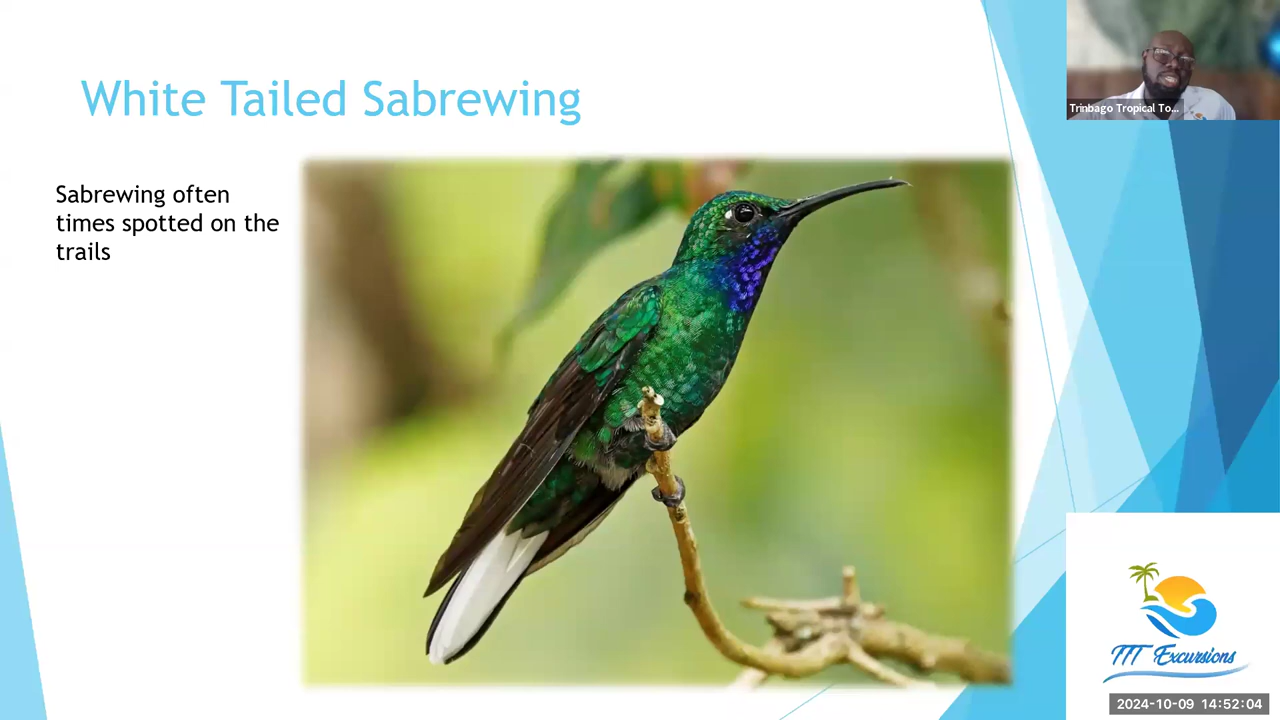 White Tailed Sabrewing
Trinbago Tropical To...
Sabrewing often
times spotted on the
trails
TTT Excursions
2024-10-09 14:52:04